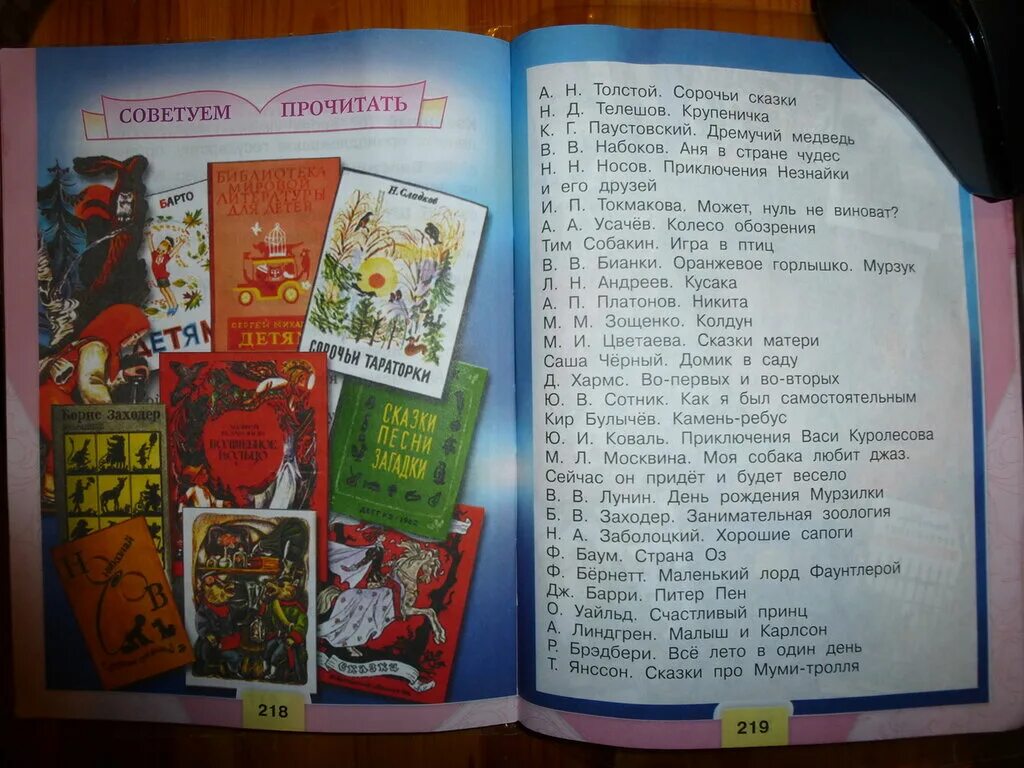 СОВЕТУЕМ ПРОЧИТАТЬ
БАРТО
ДЕТЯМ
БИБЛИОТЕКА
МИРОВОЙ
ЛИТЕРАТУРЫ
ДЛЯ ДЕТЕЙ
СЕРГЕЙ
ДЕТЯМ
Н. Сладков
СОРОЧЬИ ТАРАТОРКИ
Борис Заходер
ВОЛШЕБНОЕ
КОЛЬЦО
СКАЗКИ
ПЕСНИ
ЗАГАДКИ
СКАЗКИ
218
А. Н. Толстой. Сорочьи сказки
Н. Д. Телешов. Крупеничка
К. Г. Паустовский. Дремучий медведь
В. В. Набоков. Аня в стране чудес
Н. Н. Носов. Приключения Незнайки
и его друзей
И. П. Токмакова. Может, нуль не виноват?
А. А. Усачёв. Колесо обозрения
Тим Собакин. Игра в птиц
В. В. Бианки. Оранжевое горлышко. Мурзук
Л. Н. Андреев. Кусака
А. П. Платонов. Никита
М. М. Зощенко. Колдун
М. И. Цветаева. Сказки матери
Саша Чёрный. Домик в саду
Д. Хармс. Во-первых и во-вторых
Ю. В. Сотник. Как я был самостоятельным
Кир Булычёв. Камень-ребус
Ю. И. Коваль. Приключения Васи Куролесова
М. Л. Москвина. Моя собака любит джаз.
Сейчас он придёт и будет весело
В. В. Лунин. День рождения Мурзилки
Б. В. Заходер. Занимательная зоология
Н. А. Заболоцкий. Хорошие сапоги
Ф. Баум. Страна Оз
Ф. Бёрнетт. Маленький лорд Фаунтлерой
Дж. Барри. Питер Пен
О. Уайльд. Счастливый принц
А. Линдгрен. Малыш и Карлсон
Р. Брэдбери. Всё лето в один день
Т. Янссон. Сказки про Муми-тролля
219